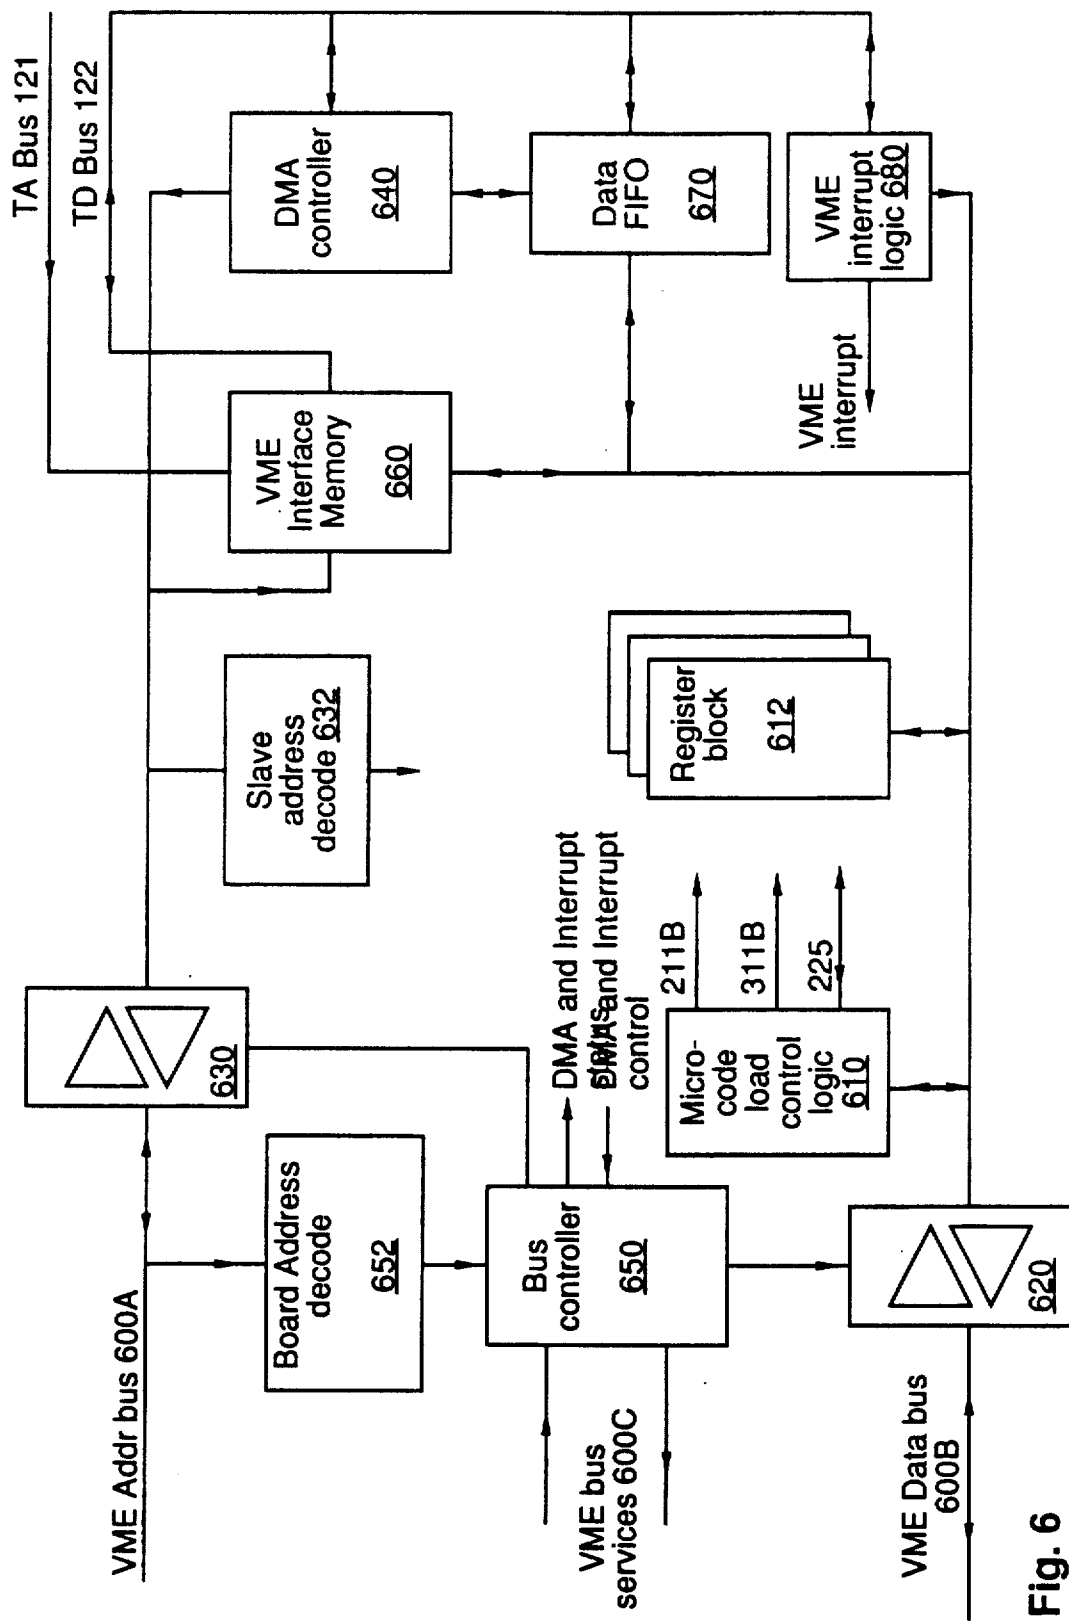 TA Bus 121
TD Bus 122
VME Addr bus 600A
630
Board Address
decode
652
Slave
address
decode 632
VME
Interface
Memory
660
DMA
controller
640
Data
FIFO
670
VME
interrupt
logic 680
VME
interrupt
VME bus
services 600C
Bus
controller
650
DMA and Interrupt
status
DMA and Interrupt
control
Micro-
code
load
control
logic
610
211B
311B
225
Register
block
612
VME Data bus
600B
620
Fig. 6